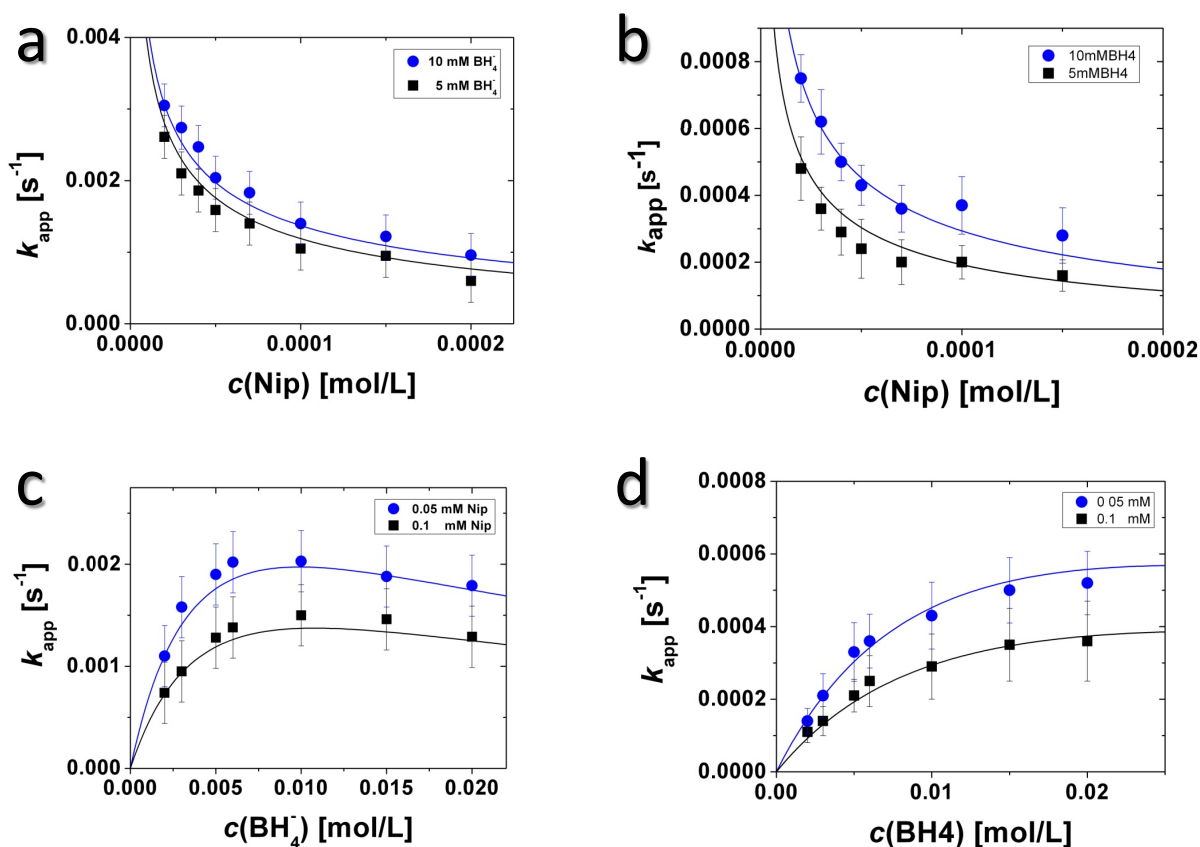 a
0.004
0.002
0.000
k_app [s⁻¹]
10 mM BH₄⁻
5 mM BH₄⁻
0.0000 0.0001 0.0002
c(Nip) [mol/L]
b
0.0008
0.0006
0.0004
0.0002
0.0000
k_app [s⁻¹]
10mMBH4
5mMBH4
0.0000 0.0001 0.0002
c(Nip) [mol/L]
c
0.002
0.001
0.000
k_app [s⁻¹]
0.05 mM Nip
0.1 mM Nip
0.000 0.005 0.010 0.015 0.020
c(BH₄⁻) [mol/L]
d
0.0008
0.0006
0.0004
0.0002
0.0000
k_app [s⁻¹]
0 05 mM
0.1 mM
0.00 0.01 0.02
c(BH4) [mol/L]